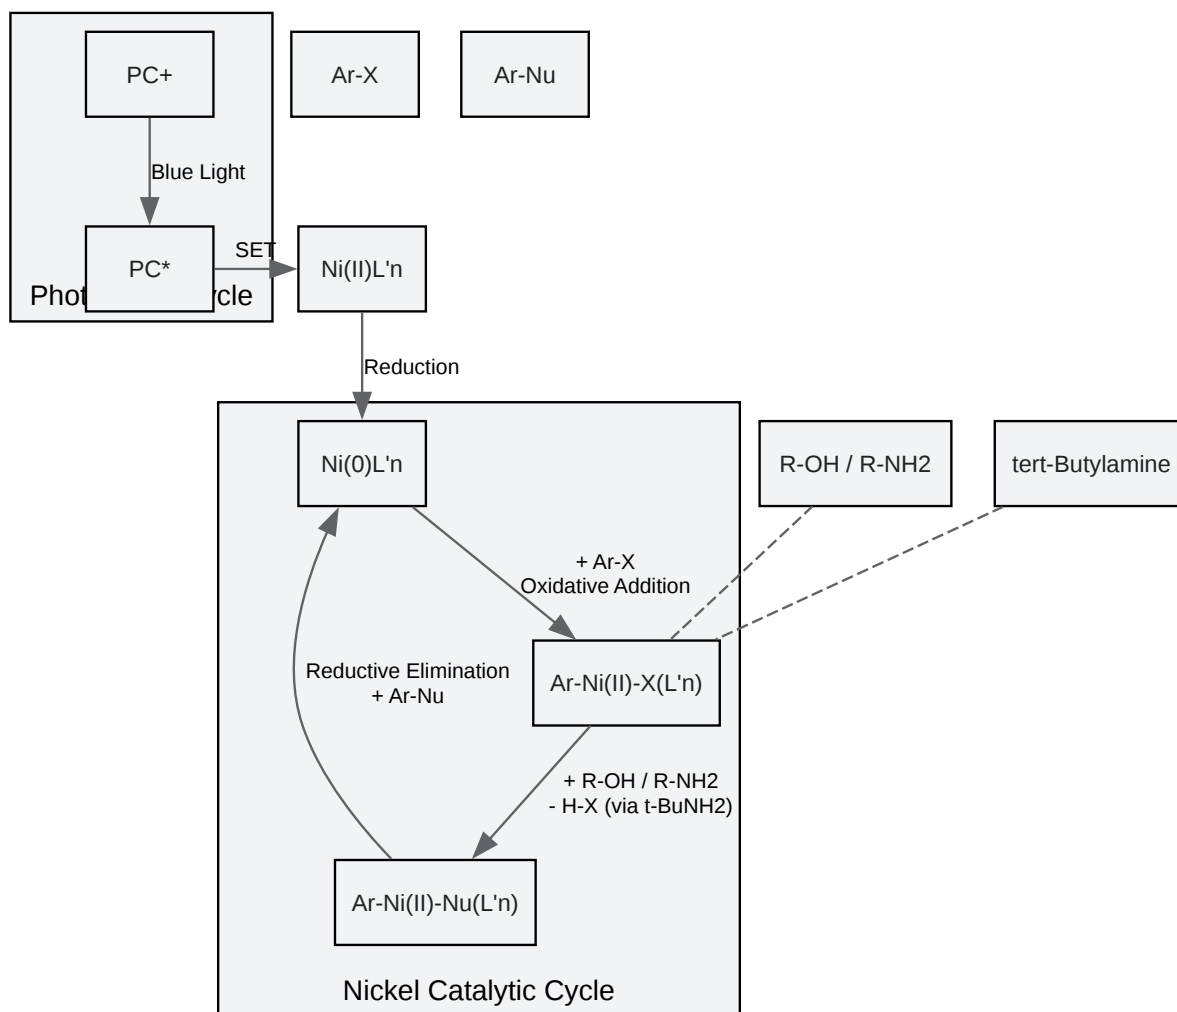 PC+
Ar-X
Ar-Nu
Blue Light
PC*
SET
Ni(II)L'n
Phot
cle
Reduction
Ni(0)L'n
R-OH / R-NH2
tert-Butylamine
+ Ar-X
Oxidative Addition
Reductive Elimination
+ Ar-Nu
Ar-Ni(II)-X(L'n)
+ R-OH / R-NH2
- H-X (via t-BuNH2)
Ar-Ni(II)-Nu(L'n)
Nickel Catalytic Cycle